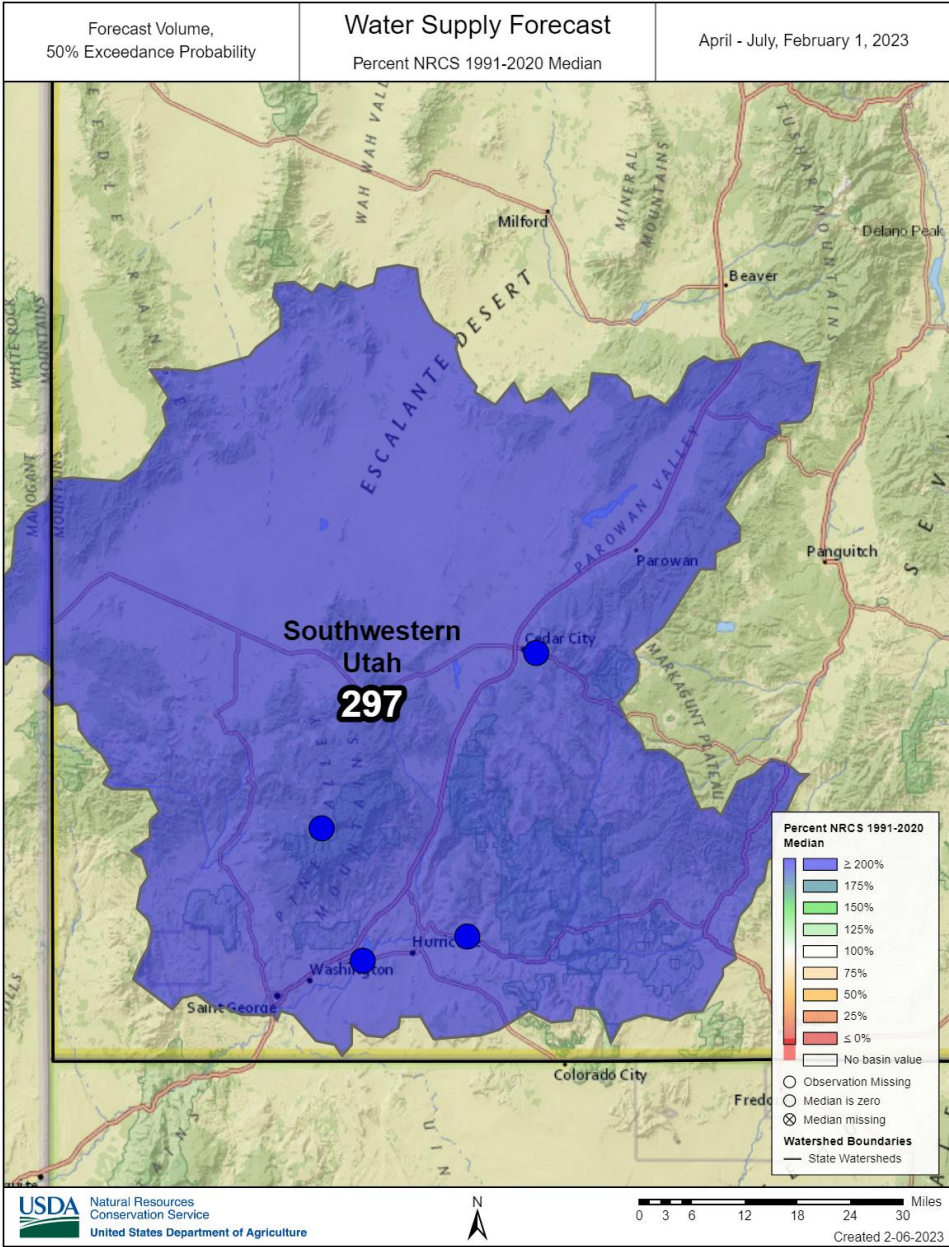 Forecast Volume,
50% Exceedance Probability
Water Supply Forecast
Percent NRCS 1991-2020 Median
April - July, February 1, 2023
WAH WAH VALL
TUSHAR MOUNTAINS
MINERAL
MOUNTAINS
Milford
Delano Peak
Beaver
WHITE ROCK
MOUNTAINS
ESCALANTE DESERT
PAROWAN VALLEY
Parowan
Panguitch
S E V
Southwestern
Utah
297
Cedar City
MARKAGUNT PLATEAU
PINE VALLEY
MOUNTAINS
Hurricane
Washington
Saint George
Colorado City
Fredo
Percent NRCS 1991-2020
Median
≥ 200%
175%
150%
125%
100%
75%
50%
25%
≤ 0%
No basin value
Observation Missing
Median is zero
Median missing
Watershed Boundaries
State Watersheds
USDA
Natural Resources
Conservation Service
United States Department of Agriculture
N
Miles
0 3 6 12 18 24 30
Created 2-06-2023